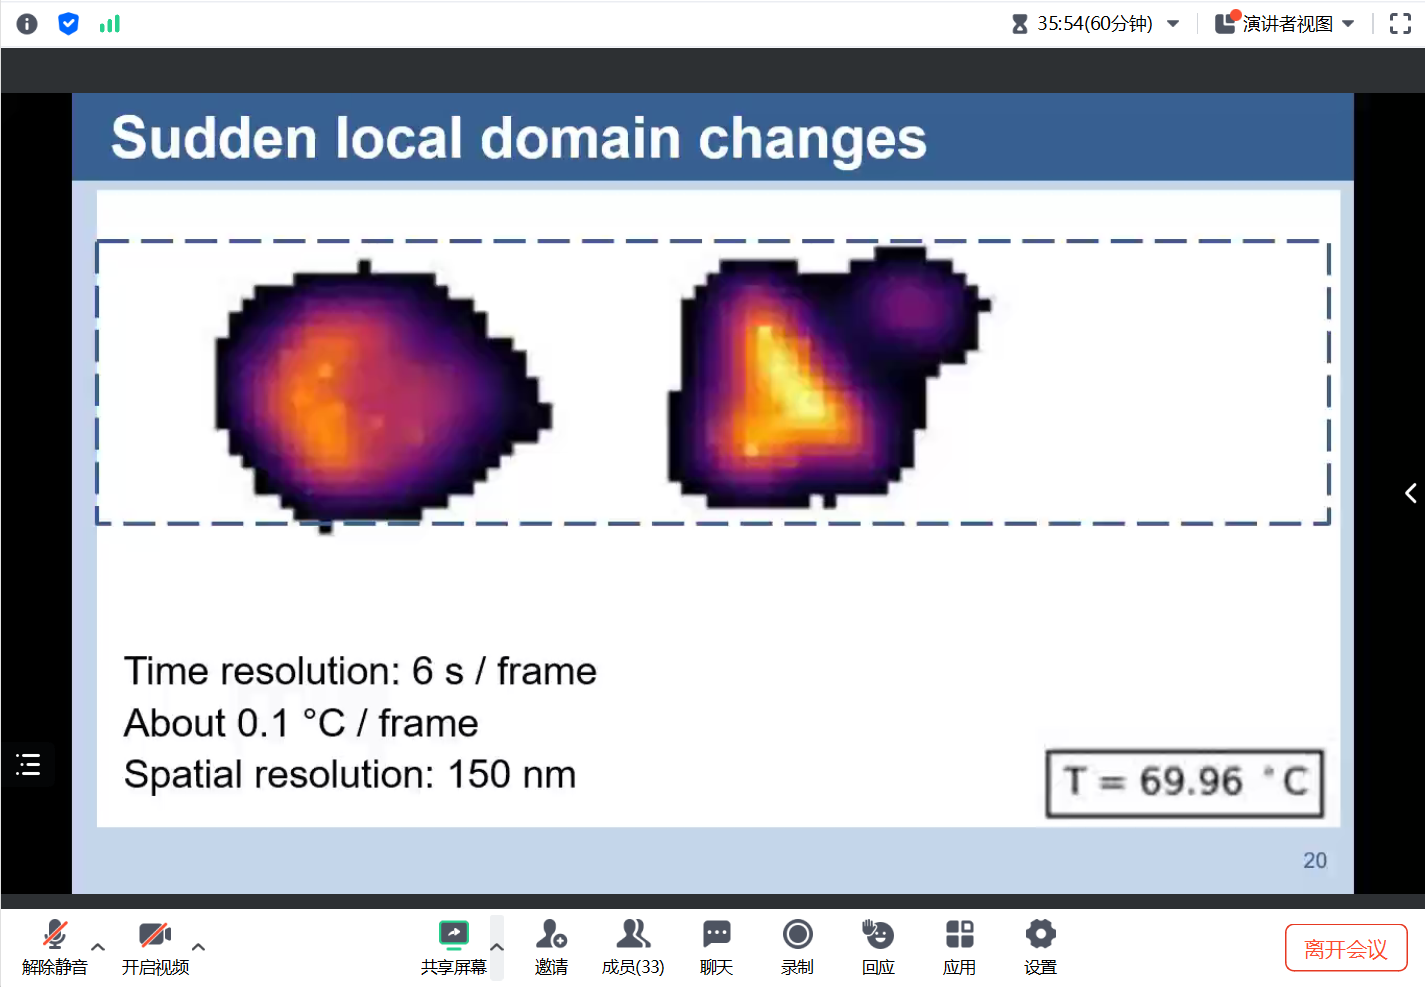 35:54(60分钟)
演讲者视图
Sudden local domain changes
Time resolution: 6 s / frame
About 0.1 °C / frame
Spatial resolution: 150 nm
T = 69.96 °C
20
解除静音
开启视频
共享屏幕
邀请
成员(33)
聊天
录制
回应
应用
设置
离开会议